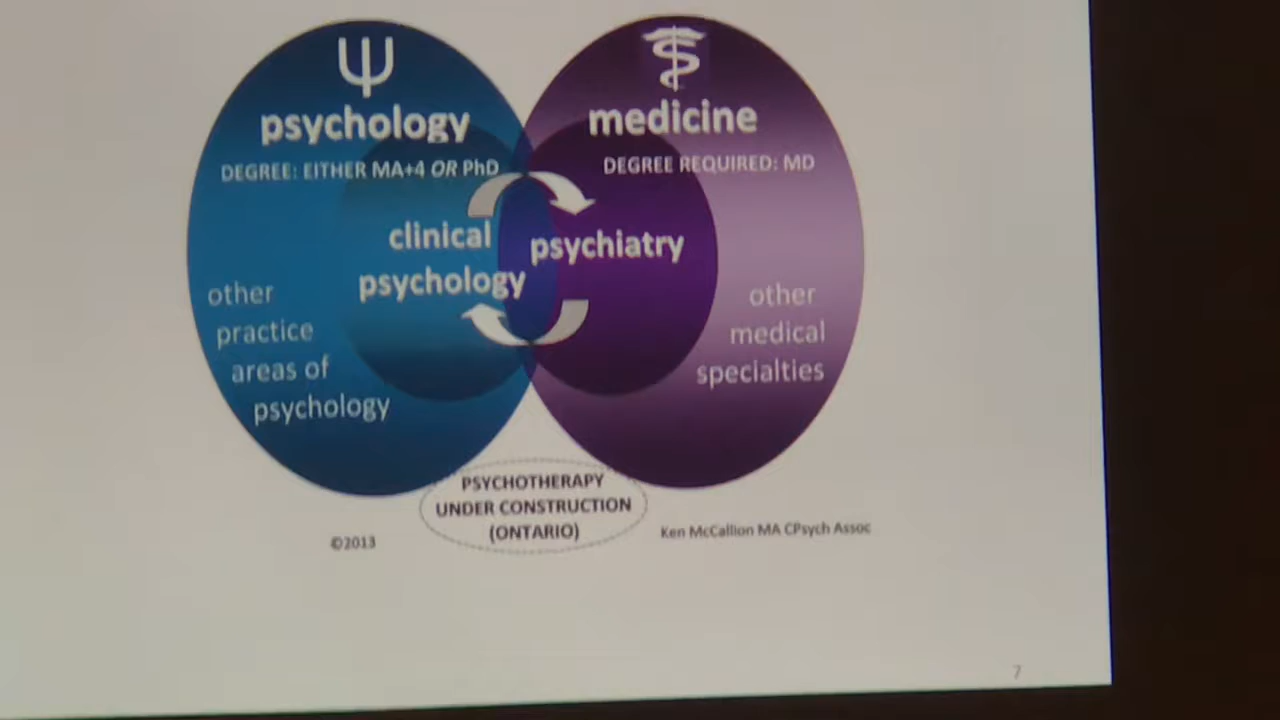 Ψ
psychology
DEGREE: EITHER MA+4 OR PhD
clinical
psychology
other
practice
areas of
psychology
medicine
DEGREE REQUIRED: MD
psychiatry
other
medical
specialties
PSYCHOTHERAPY
UNDER CONSTRUCTION
(ONTARIO)
©2013
Ken McCallion MA CPsych Assoc
7